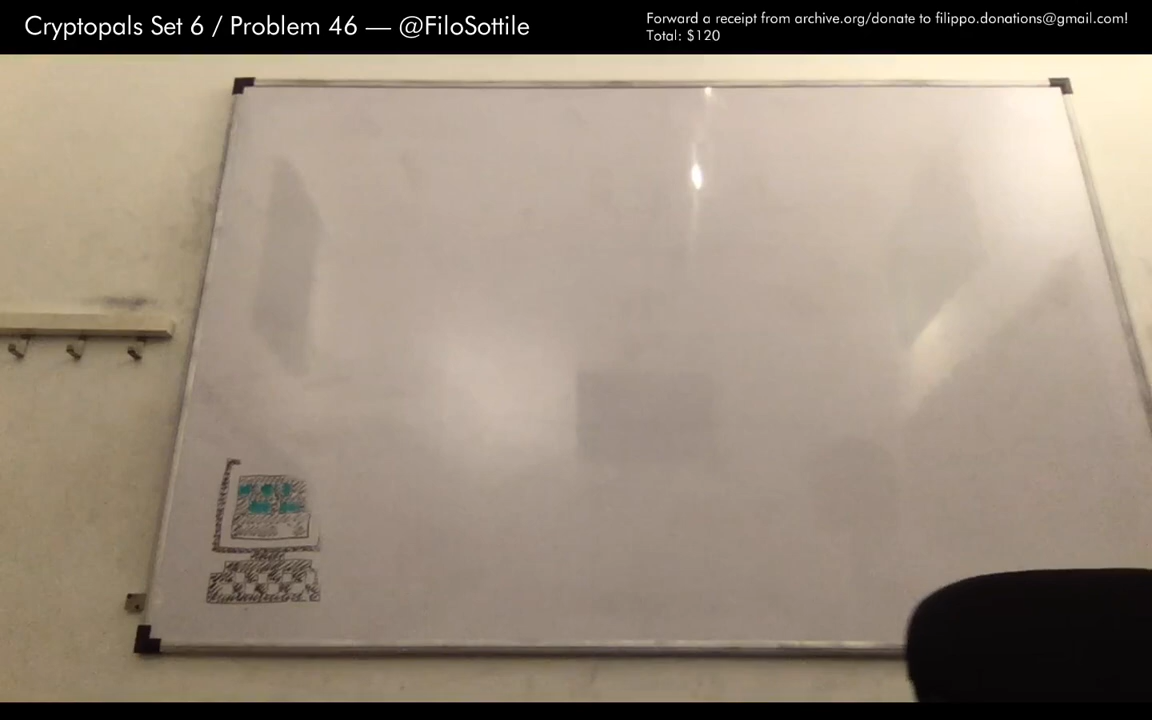 Cryptopals Set 6 / Problem 46 — @FiloSottile
Forward a receipt from archive.org/donate to filippo.donations@gmail.com!
Total: $120